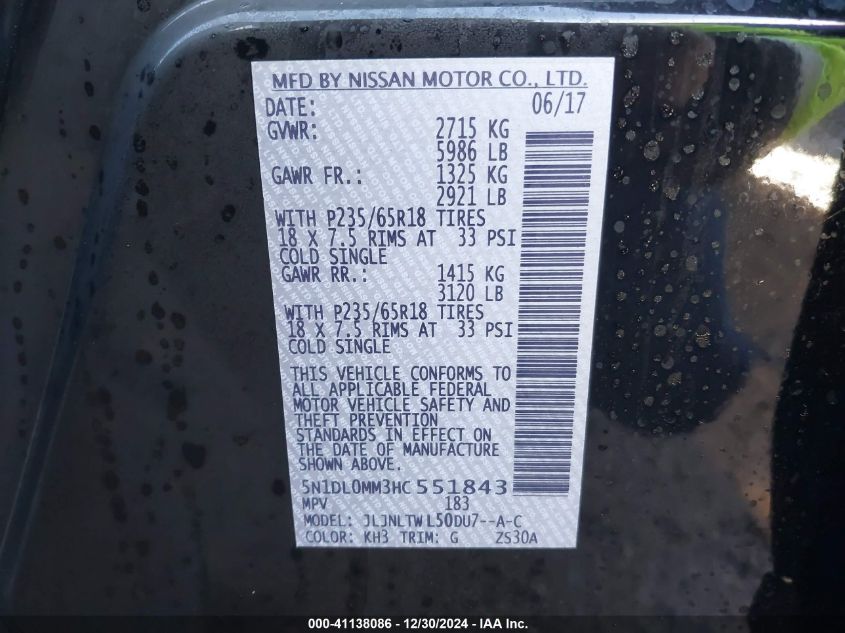 MFD BY NISSAN MOTOR CO., LTD.
DATE: 06/17
GVWR: 2715 KG
5986 LB
GAWR FR.: 1325 KG
2921 LB
WITH P235/65R18 TIRES
18 X 7.5 RIMS AT 33 PSI
COLD SINGLE
GAWR RR.: 1415 KG
3120 LB
WITH P235/65R18 TIRES
18 X 7.5 RIMS AT 33 PSI
COLD SINGLE
THIS VEHICLE CONFORMS TO
ALL APPLICABLE FEDERAL
MOTOR VEHICLE SAFETY AND
THEFT PREVENTION
STANDARDS IN EFFECT ON
THE DATE OF MANUFACTURE
SHOWN ABOVE.
5N1DL0MM3HC551843
MPV 183
MODEL: JLJNLTWL50DU7--A-C
COLOR: KH3 TRIM: G ZS30A
000-41138086 - 12/30/2024 - IAAI.com